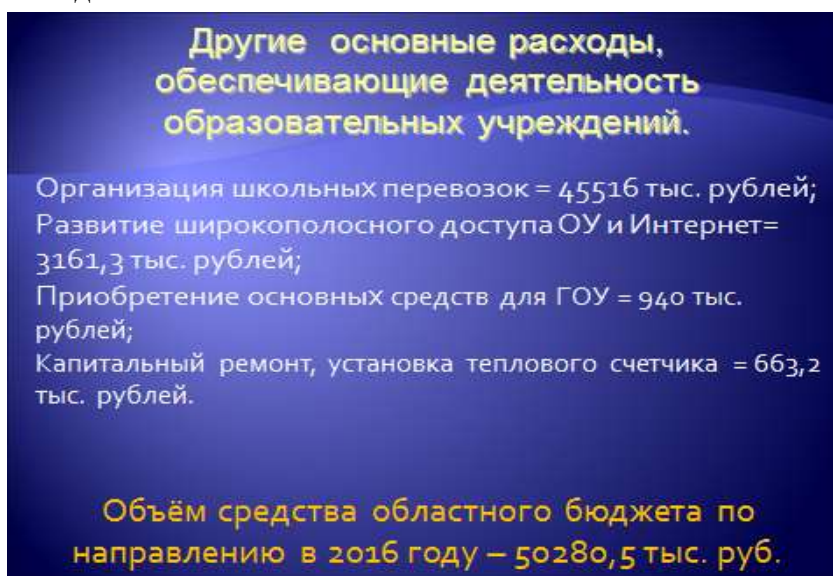 Другие основные расходы,
обеспечивающие деятельность
образовательных учреждений.
Организация школьных перевозок = 45516 тыс. рублей;
Развитие широкополосного доступа ОУ и Интернет=
3161,3 тыс. рублей;
Приобретение основных средств для ГОУ = 940 тыс.
рублей;
Капитальный ремонт, установка теплового счетчика = 663,2
тыс. рублей.
Объём средства областного бюджета по
направлению в 2016 году – 50280,5 тыс. руб.